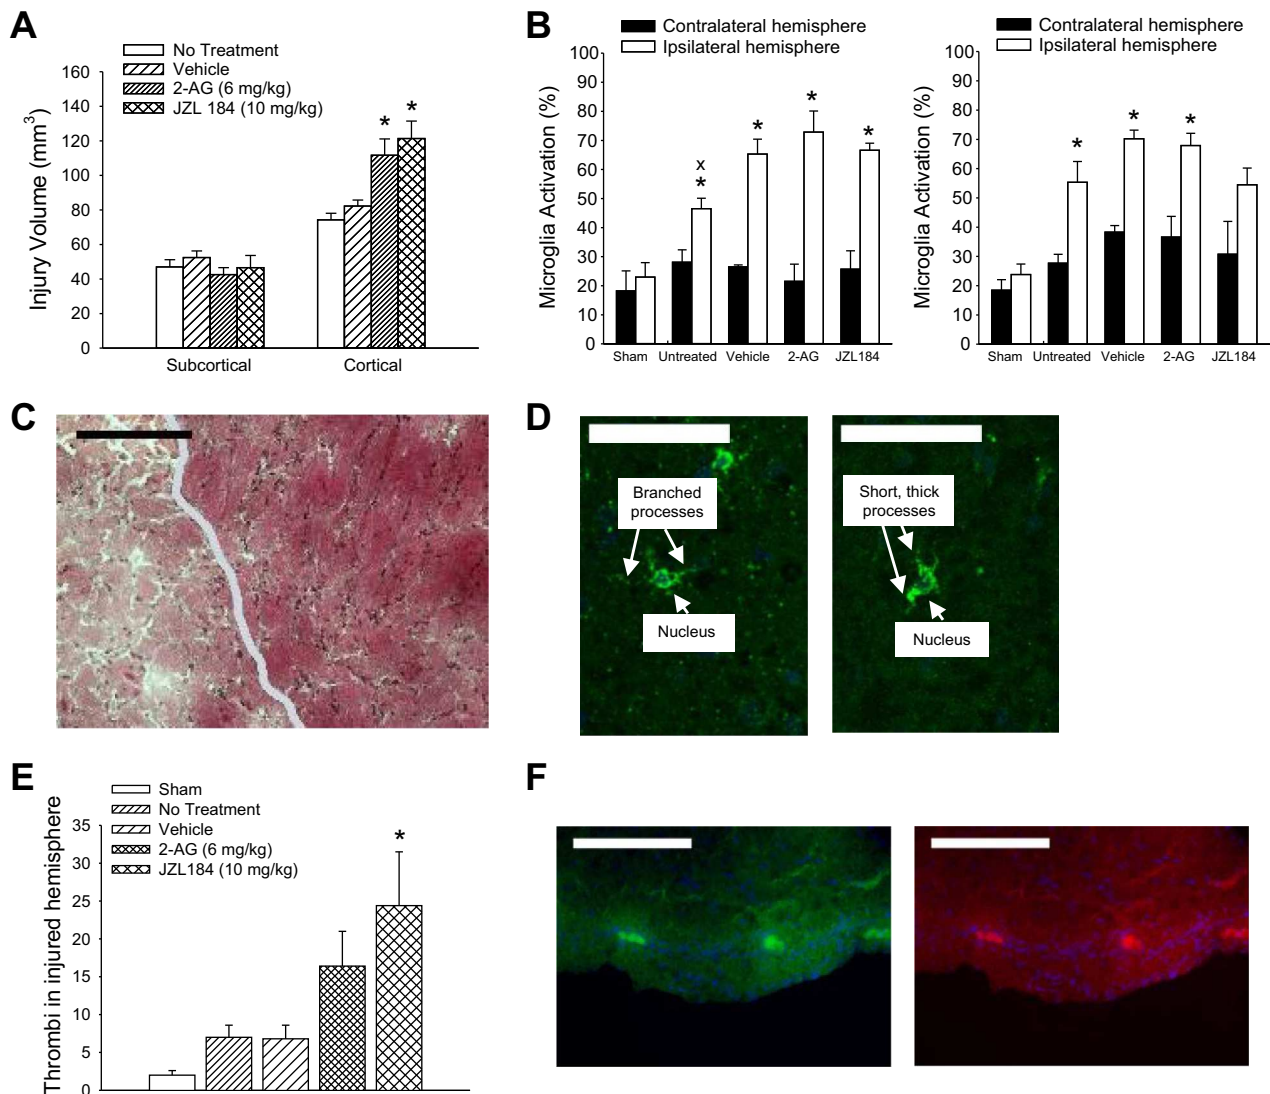 A
No Treatment
Vehicle
2-AG (6 mg/kg)
JZL 184 (10 mg/kg)
Injury Volume (mm³)
160
140
120
100
80
60
40
20
0
* *
Subcortical Cortical
B
Contralateral hemisphere
Ipsilateral hemisphere
Microglia Activation (%)
100
90
80
70
60
50
40
30
20
10
0
x
* * * *
Sham Untreated Vehicle 2-AG JZL184
Contralateral hemisphere
Ipsilateral hemisphere
Microglia Activation (%)
100
90
80
70
60
50
40
30
20
10
0
* * *
Sham Untreated Vehicle 2-AG JZL184
C
D
Branched
processes
Nucleus
Short, thick
processes
Nucleus
E
Sham
No Treatment
Vehicle
2-AG (6 mg/kg)
JZL184 (10 mg/kg)
Thrombi in injured hemisphere
35
30
25
20
15
10
5
0
*
F